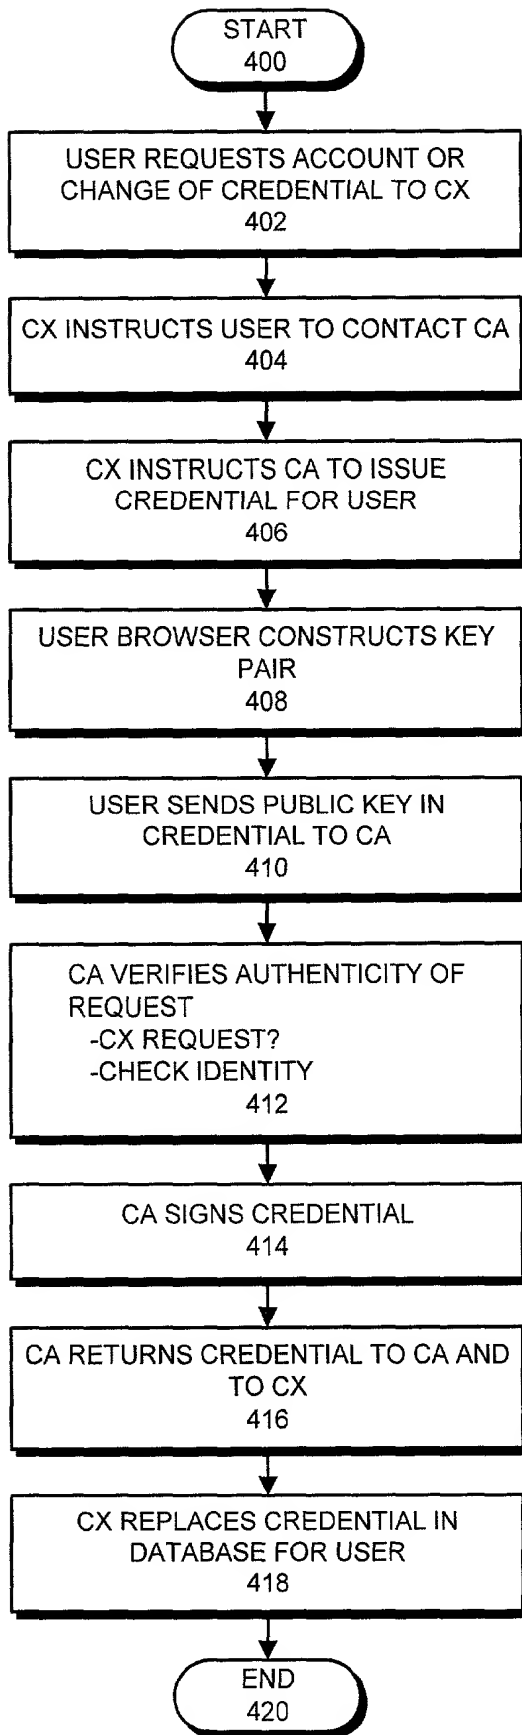 START
400
USER REQUESTS ACCOUNT OR
CHANGE OF CREDENTIAL TO CX
402
CX INSTRUCTS USER TO CONTACT CA
404
CX INSTRUCTS CA TO ISSUE
CREDENTIAL FOR USER
406
USER BROWSER CONSTRUCTS KEY
PAIR
408
USER SENDS PUBLIC KEY IN
CREDENTIAL TO CA
410
CA VERIFIES AUTHENTICITY OF
REQUEST
-CX REQUEST?
-CHECK IDENTITY
412
CA SIGNS CREDENTIAL
414
CA RETURNS CREDENTIAL TO CA AND
TO CX
416
CX REPLACES CREDENTIAL IN
DATABASE FOR USER
418
END
420